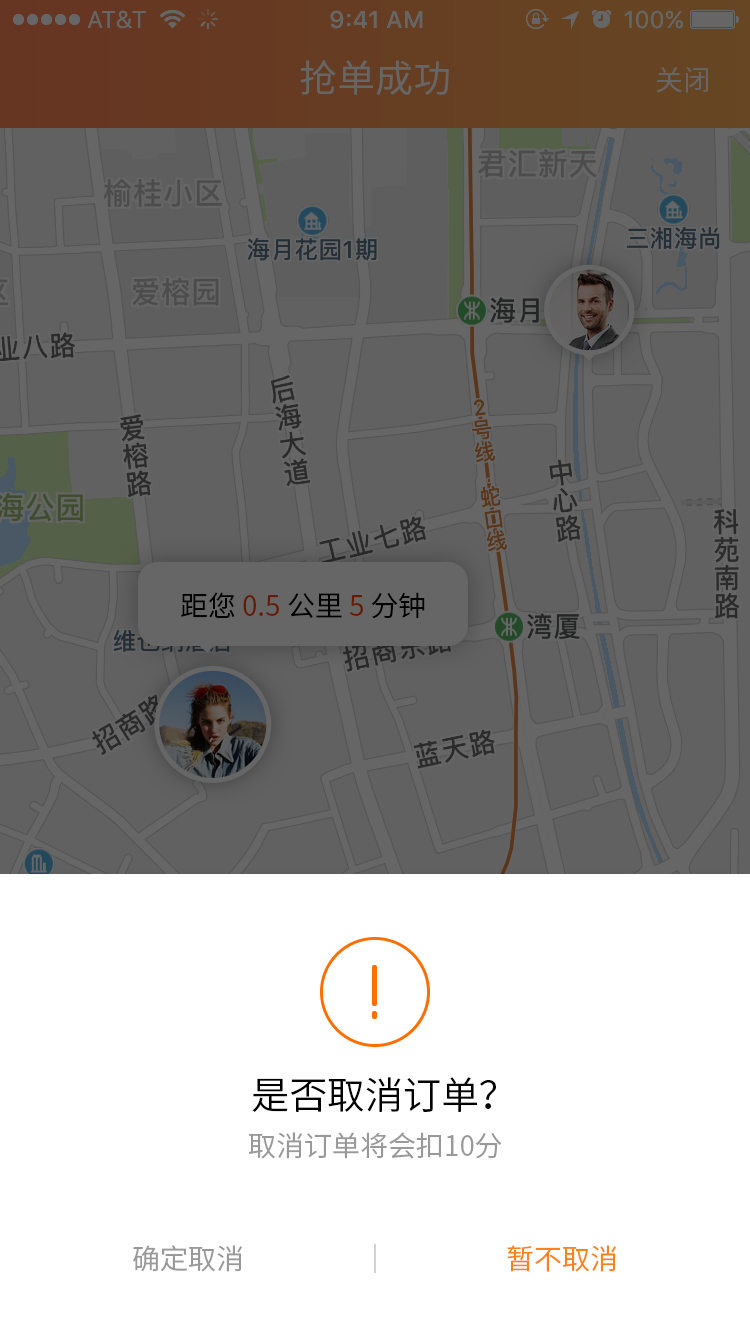 AT&T 9:41 AM 100%
抢单成功
关闭
君汇新天
榆桂小区
海月花园1期
三湘海尚
区
爱榕园
海月
业八路
后海大道
爱榕路
2号线
蛇口线
中心路
海公园
科苑南路
工业七路
距您 0.5 公里 5 分钟
湾厦
招商东路
招商路
蓝天路
是否取消订单?
取消订单将会扣10分
确定取消
暂不取消